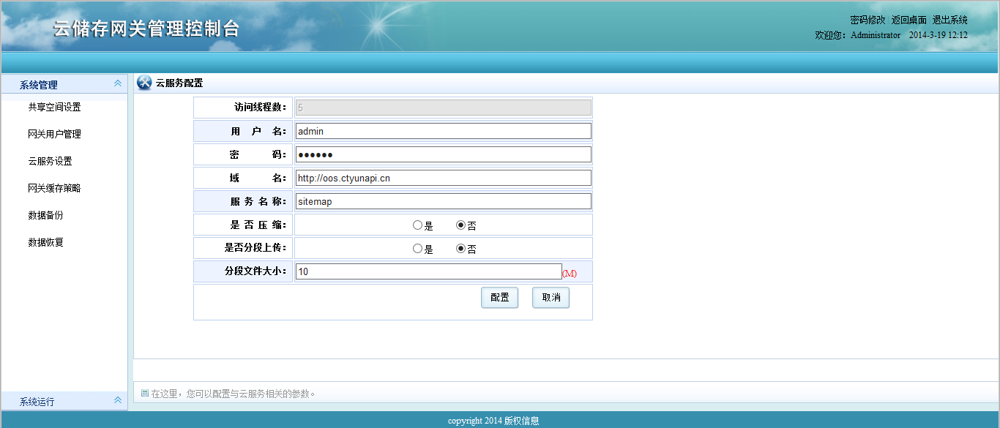 云储存网关管理控制台
密码修改 返回桌面 退出系统
欢迎您: Administrator 2014-3-19 12:12
系统管理
共享空间设置
网关用户管理
云服务设置
网关缓存策略
数据备份
数据恢复
系统运行
云服务配置
访问线程数: 5
用 户 名: admin
密 码: ●●●●●●
域 名: http://oos.ctyunapi.cn
服 务 名 称: sitemap
是 否 压 缩: 是 否
是否分段上传: 是 否
分段文件大小: 10 (M)
配置 取消
在这里，您可以配置与云服务相关的参数。
copyright 2014 版权信息